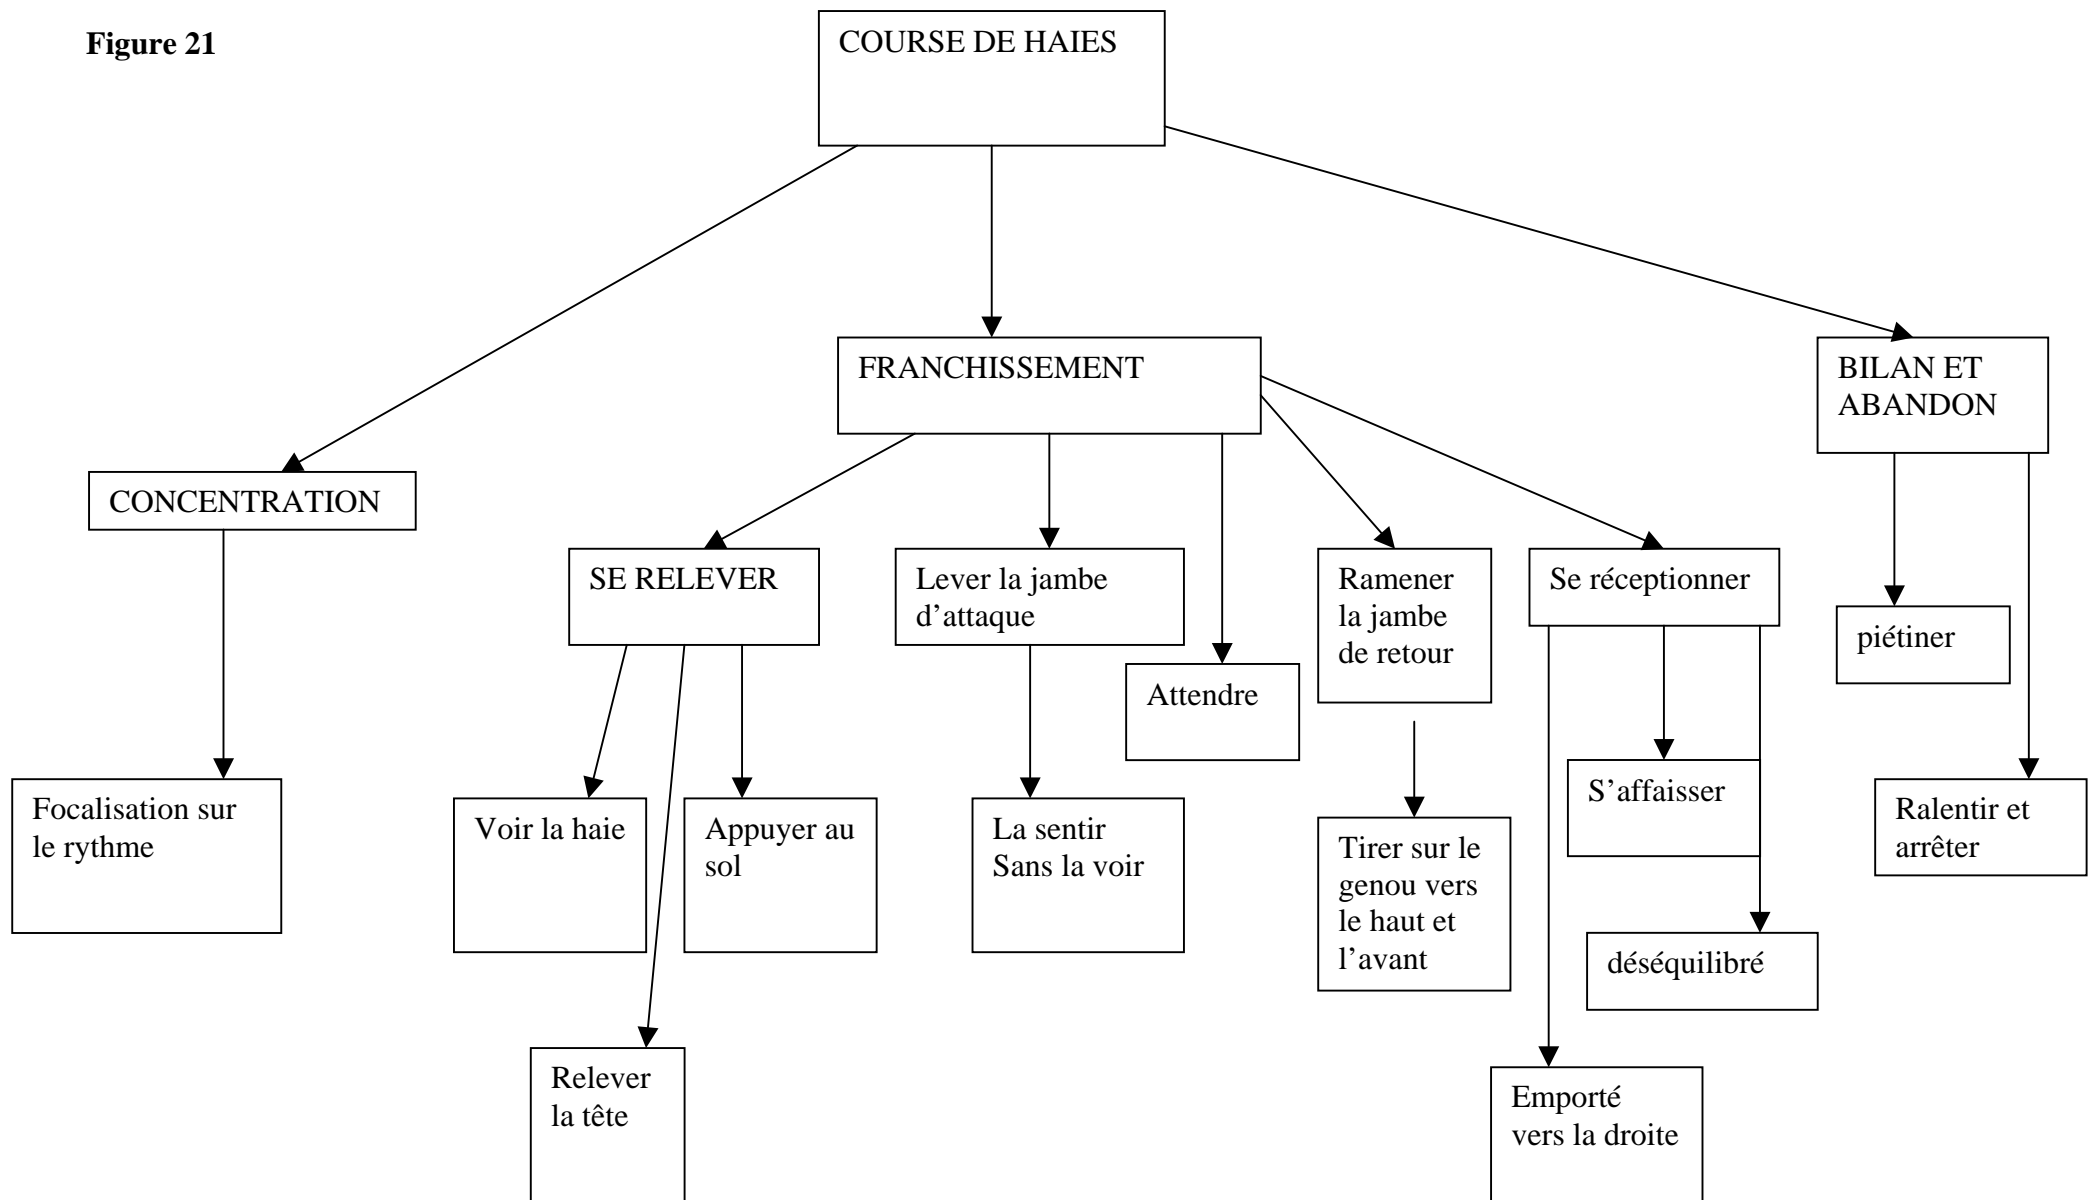 Figure 21
COURSE DE HAIES
FRANCHISSEMENT
BILAN ET
ABANDON
CONCENTRATION
SE RELEVER
Lever la jambe
d’attaque
Attendre
Ramener
la jambe
de retour
Se réceptionner
piétiner
Focalisation sur
le rythme
Voir la haie
Appuyer au
sol
La sentir
Sans la voir
Tirer sur le
genou vers
le haut et
l’avant
S’affaisser
Ralentir et
arrêter
déséquilibré
Relever
la tête
Emporté
vers la droite